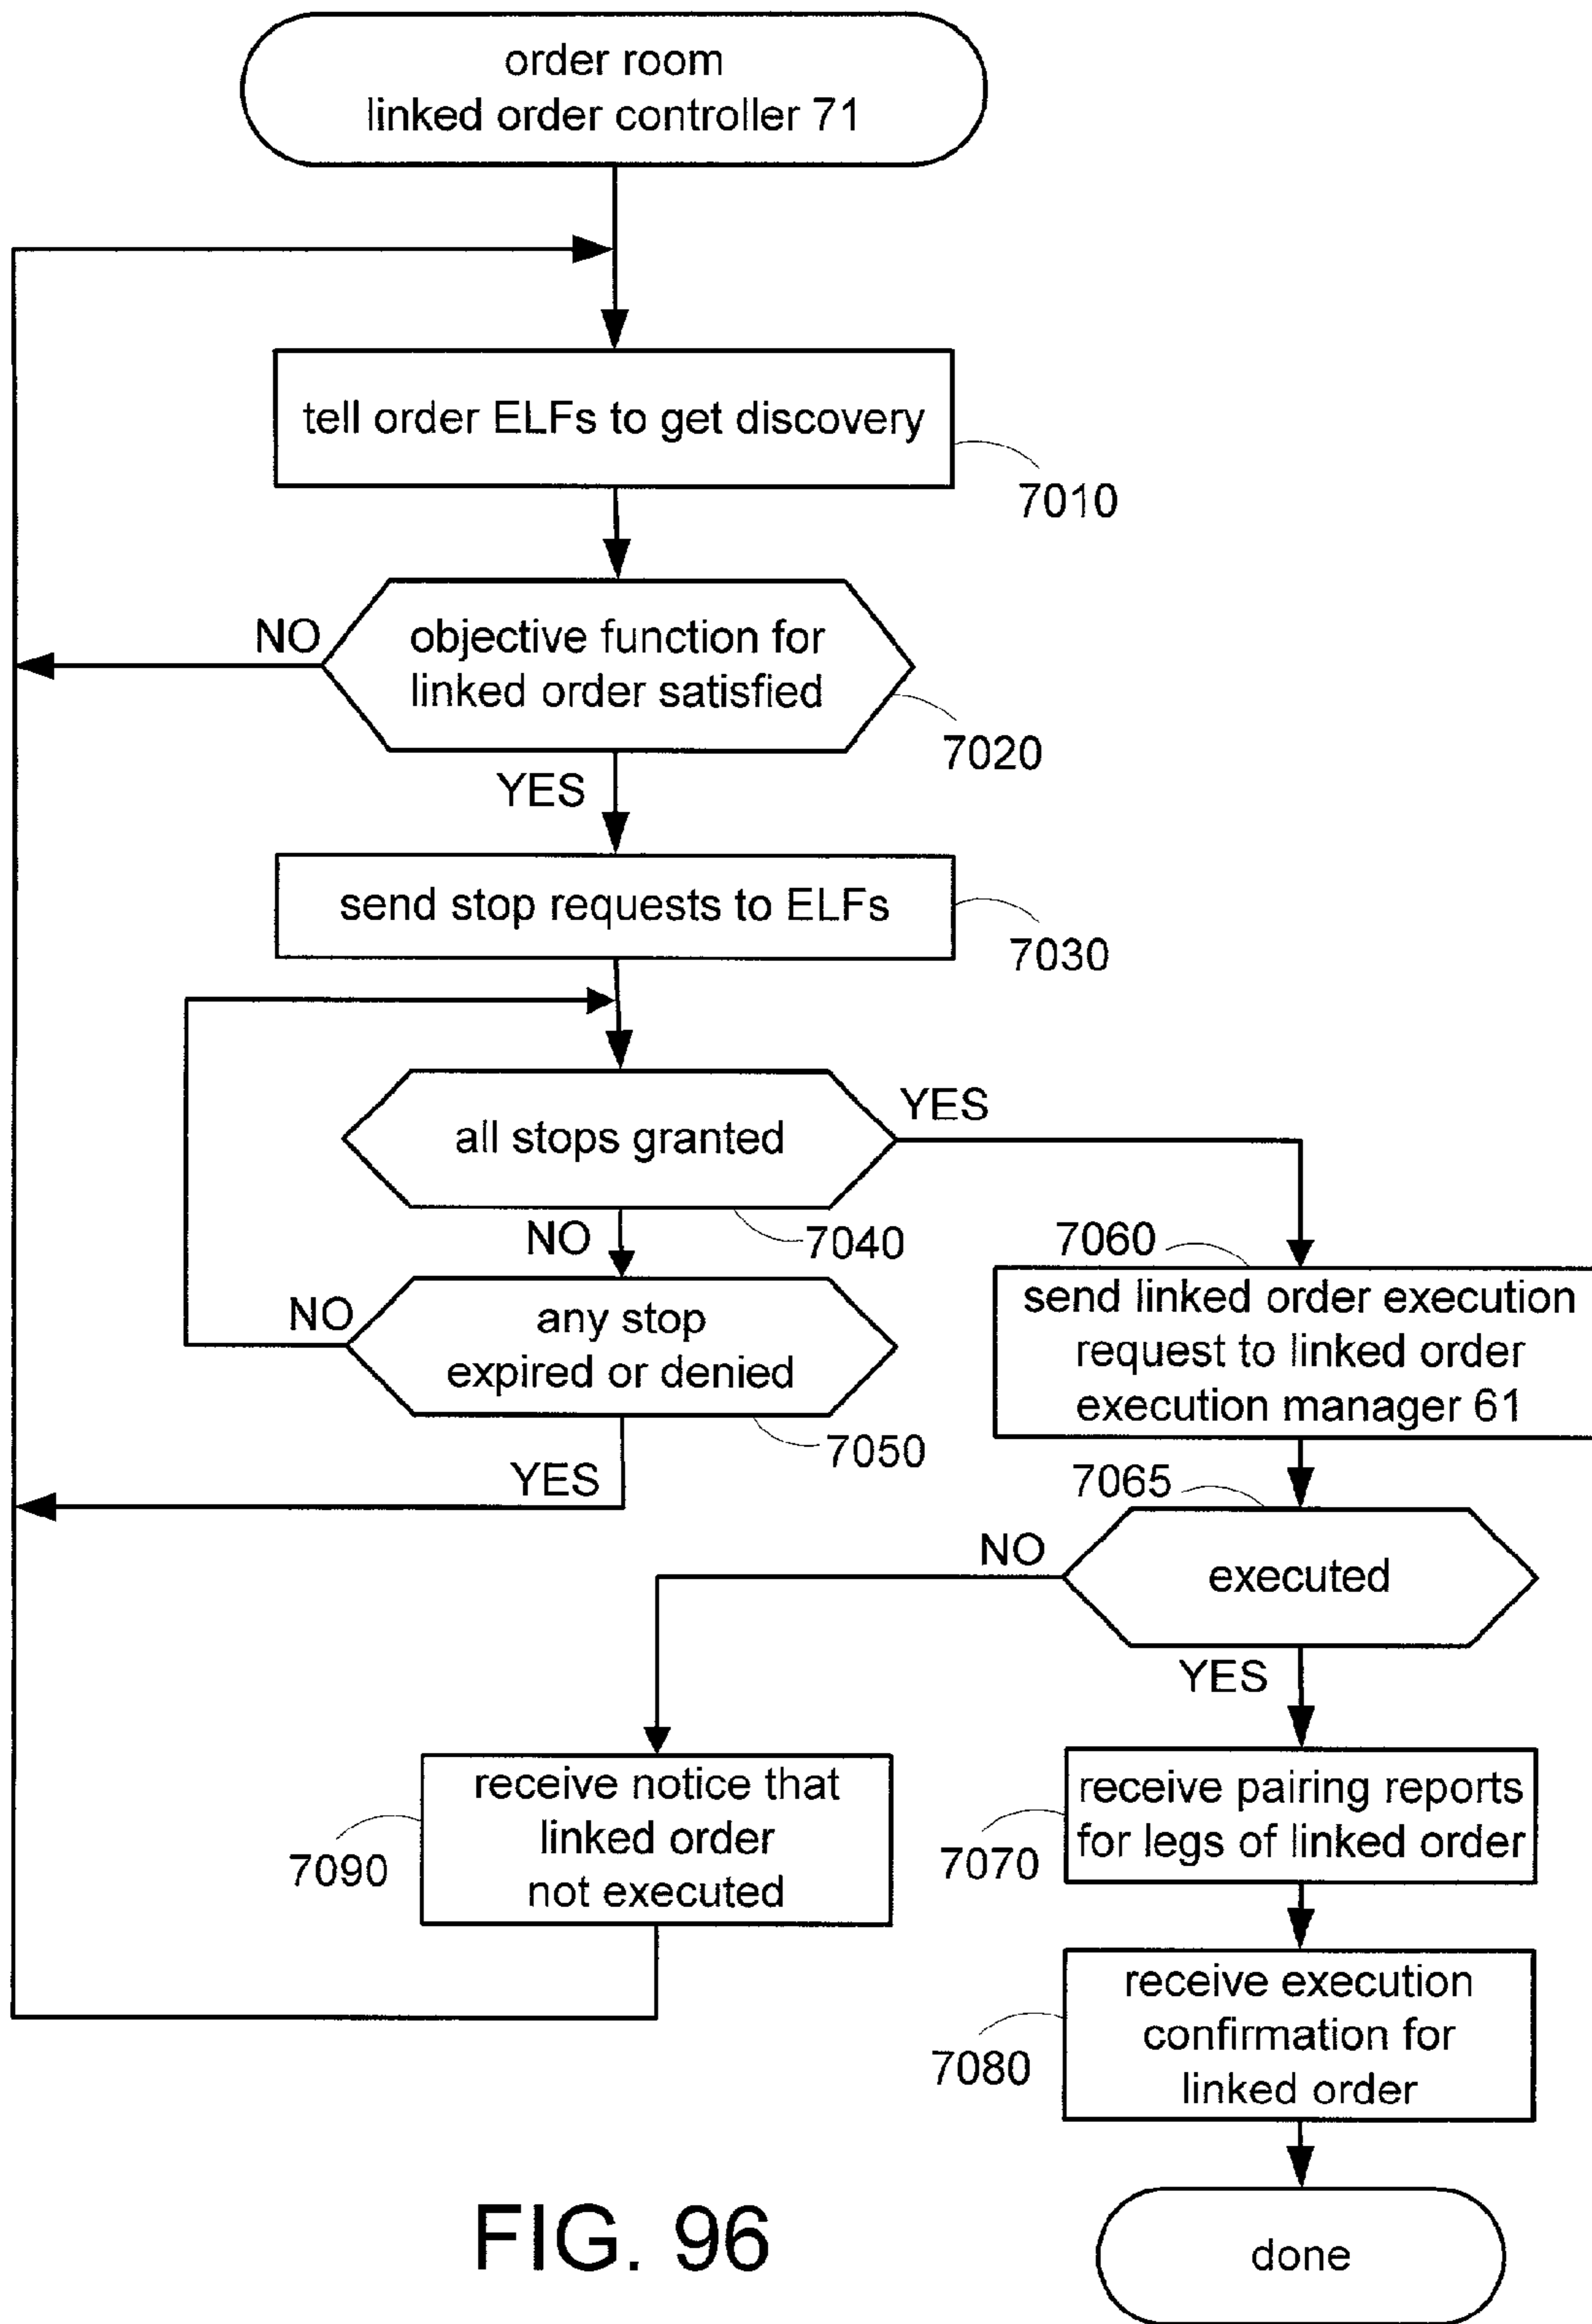 order room
linked order controller 71
tell order ELFs to get discovery
7010
NO
objective function for
linked order satisfied
7020
YES
send stop requests to ELFs
7030
all stops granted
YES
NO
7040
7060
send linked order execution
request to linked order
execution manager 61
NO
any stop
expired or denied
7050
YES
7065
NO
executed
YES
receive notice that
linked order
not executed
7090
receive pairing reports
for legs of linked order
7070
receive execution
confirmation for
linked order
7080
done
FIG. 96